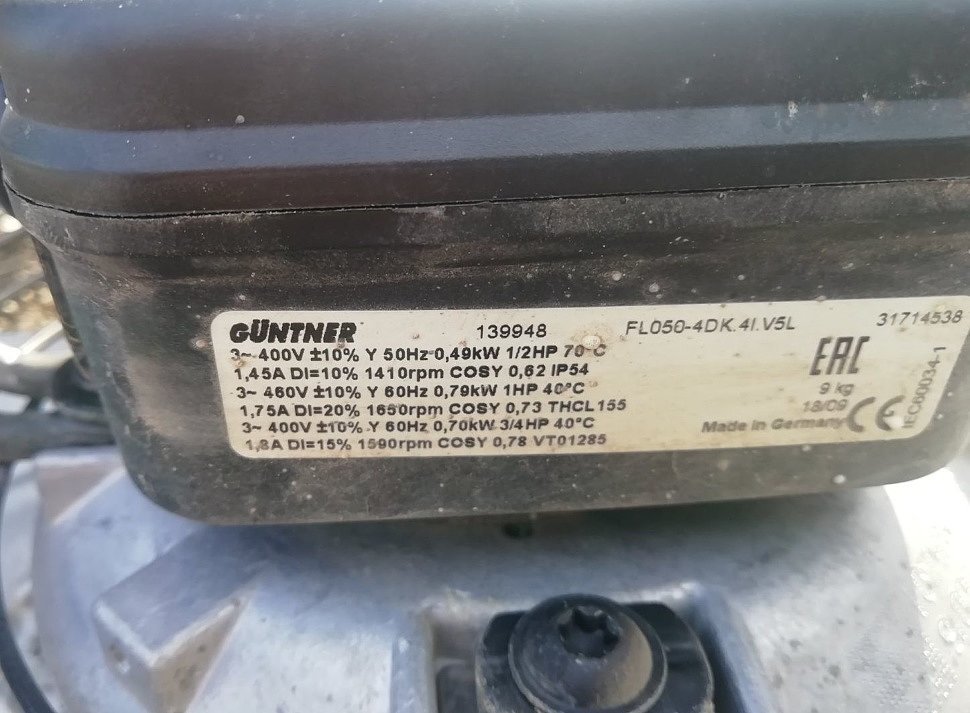 GÜNTNER 139948 FL050-4DK.4I.V5L 31714538
3~ 400V ±10% Y 50Hz 0,49kW 1/2HP 70°C
1,45A DI=10% 1410rpm COSY 0,62 IP54
3~ 460V ±10% Y 60Hz 0,79kW 1HP 40°C
1,75A DI=20% 1650rpm COSY 0,73 THCL155
3~ 400V ±10% Y 60Hz 0,70kW 3/4HP 40°C
1,8A DI=15% 1590rpm COSY 0,78 VT01285
EAC
9 kg
18/09
Made in Germany CE
IEC60034-1